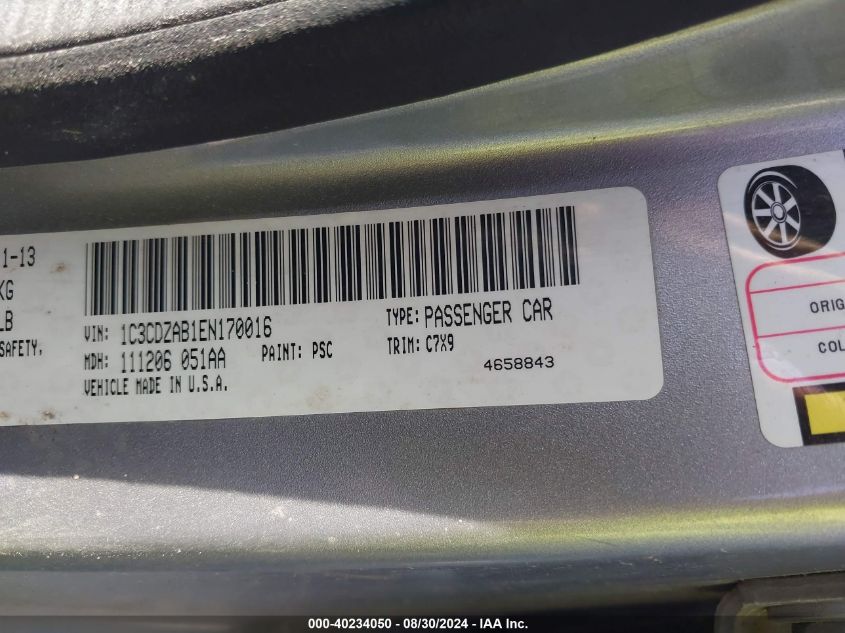 1-13
KG
LB
SAFETY.
VIN: 1C3CDZAB1EN170016
TYPE: PASSENGER CAR
MDH: 111206 051AA PAINT: PSC
TRIM: C7X9
VEHICLE MADE IN U.S.A.
4658843
ORIG
COL
000-40234050 - 08/30/2024 - IAA Inc.